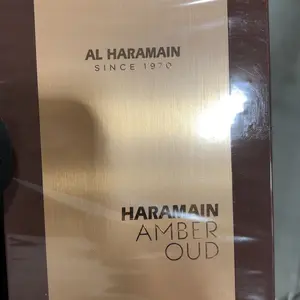 AL HARAMAIN
SINCE 1970
HARAMAIN
AMBER
OUD